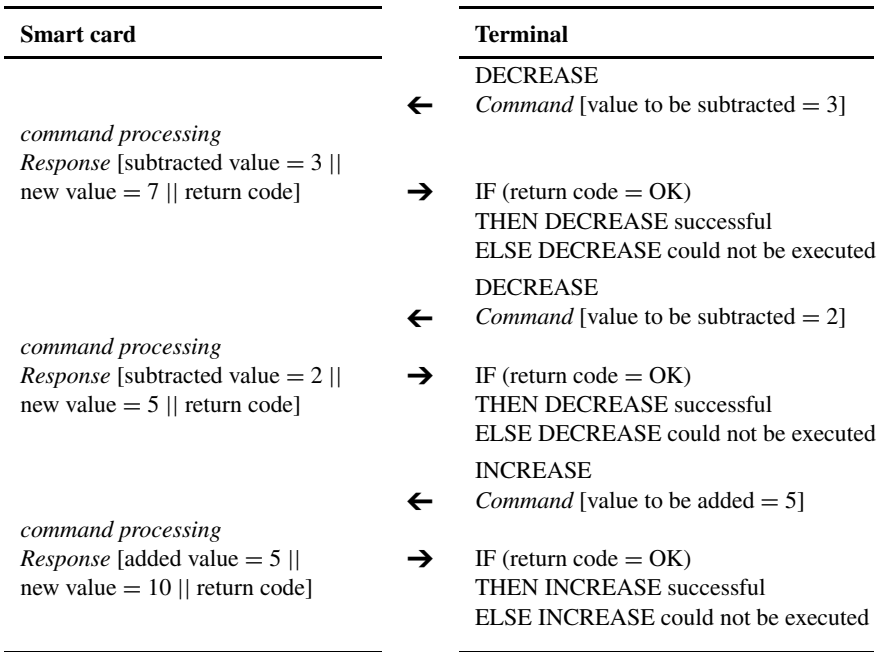 Smart card Terminal
DECREASE
← Command [value to be subtracted = 3]
command processing
Response [subtracted value = 3 ||
new value = 7 || return code] → IF (return code = OK)
THEN DECREASE successful
ELSE DECREASE could not be executed
DECREASE
← Command [value to be subtracted = 2]
command processing
Response [subtracted value = 2 || → IF (return code = OK)
new value = 5 || return code] THEN DECREASE successful
ELSE DECREASE could not be executed
INCREASE
← Command [value to be added = 5]
command processing
Response [added value = 5 || → IF (return code = OK)
new value = 10 || return code] THEN INCREASE successful
ELSE INCREASE could not be executed